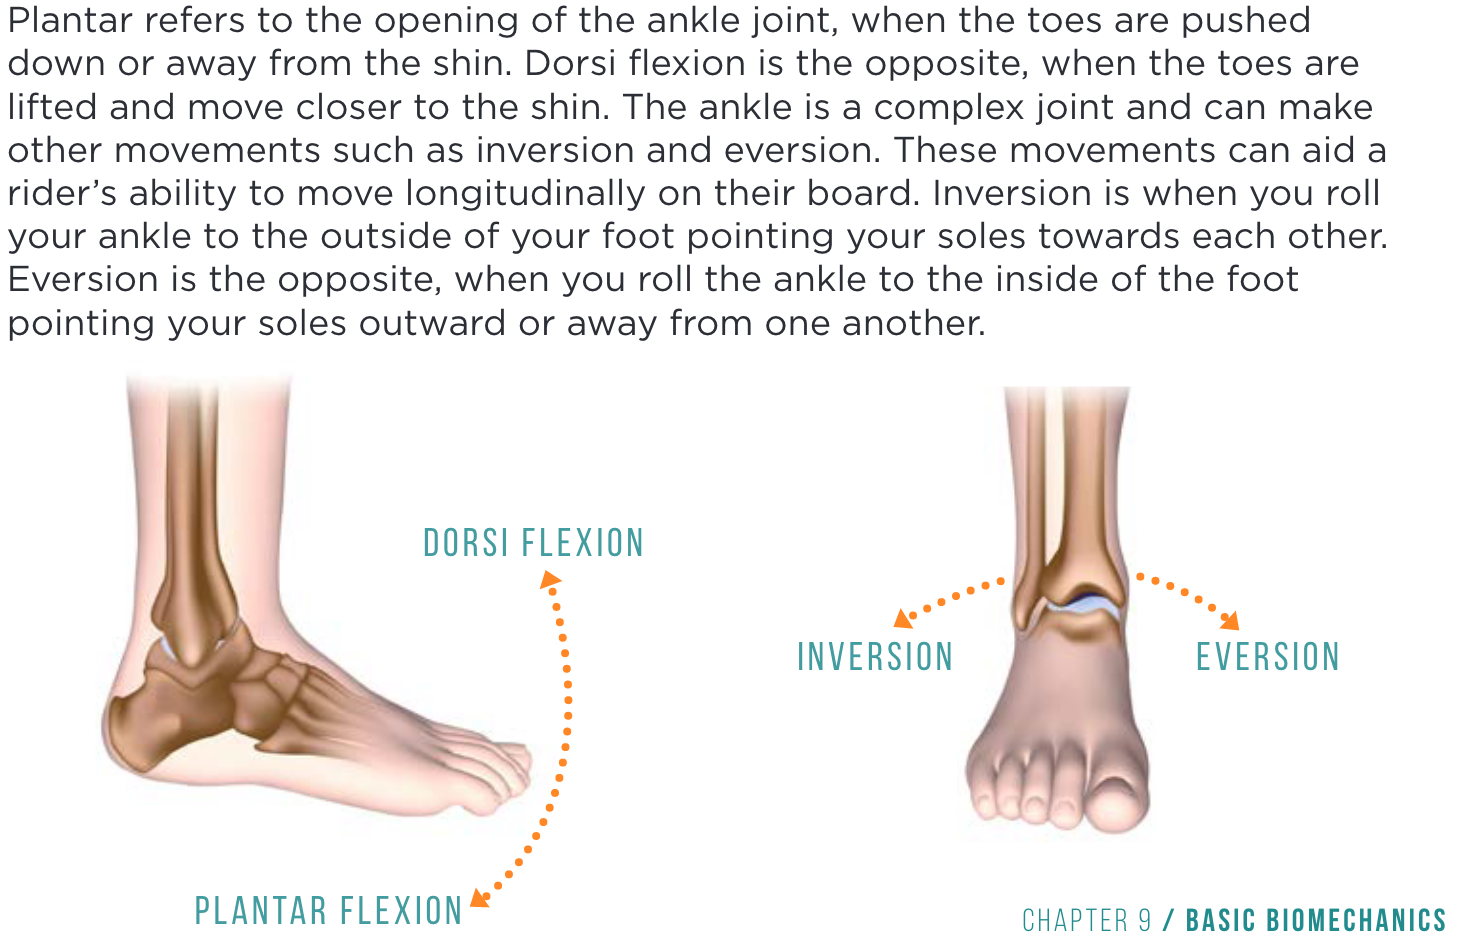 Plantar refers to the opening of the ankle joint, when the toes are pushed
down or away from the shin. Dorsi flexion is the opposite, when the toes are
lifted and move closer to the shin. The ankle is a complex joint and can make
other movements such as inversion and eversion. These movements can aid a
rider’s ability to move longitudinally on their board. Inversion is when you roll
your ankle to the outside of your foot pointing your soles towards each other.
Eversion is the opposite, when you roll the ankle to the inside of the foot
pointing your soles outward or away from one another.
DORSI FLEXION
INVERSION
EVERSION
PLANTAR FLEXION
CHAPTER 9 / BASIC BIOMECHANICS